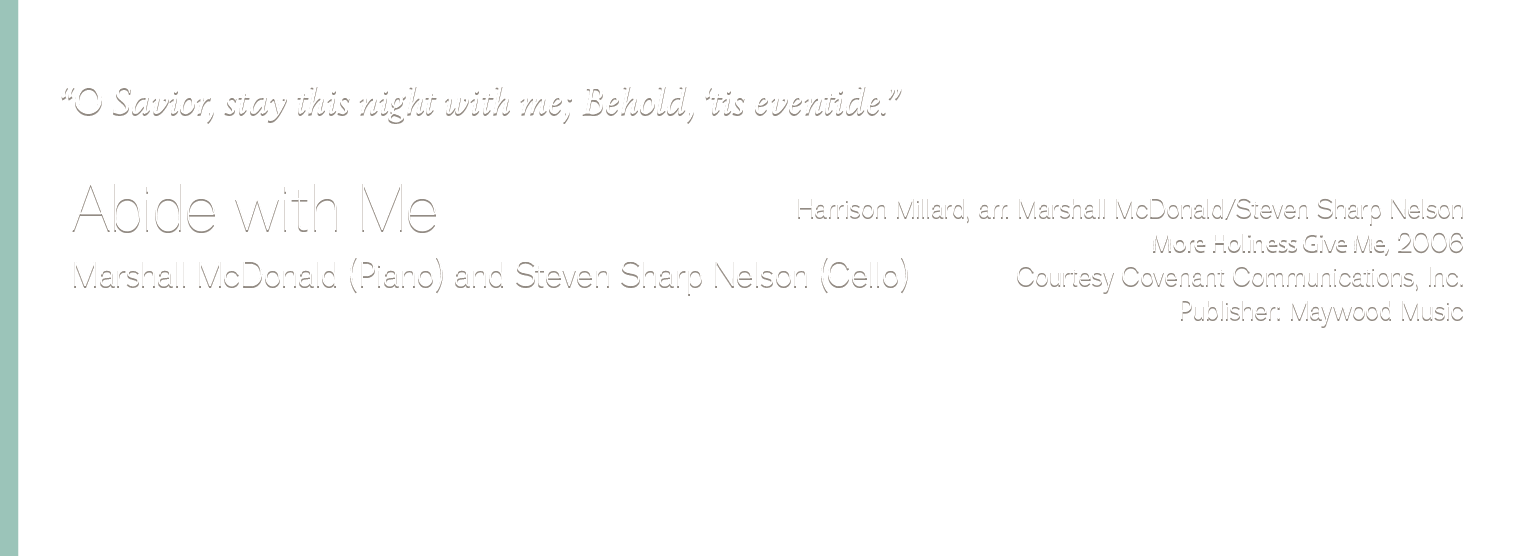 “O Savior, stay this night with me; Behold, ‘tis eventide.”
Abide with Me
Marshall McDonald (Piano) and Steven Sharp Nelson (Cello)
Harrison Millard, arr. Marshall McDonald/Steven Sharp Nelson
More Holiness Give Me, 2006
Courtesy Covenant Communications, Inc.
Publisher: Maywood Music